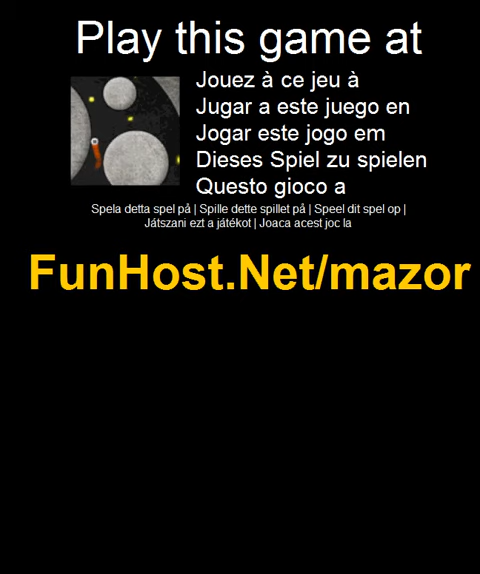 Play this game at
Jouez à ce jeu à
Jugar a este juego en
Jogar este jogo em
Dieses Spiel zu spielen
Questo gioco a
Spela detta spel på | Spille dette spillet på | Speel dit spel op |
Játszani ezt a játékot | Joaca acest joc la
FunHost.Net/mazor